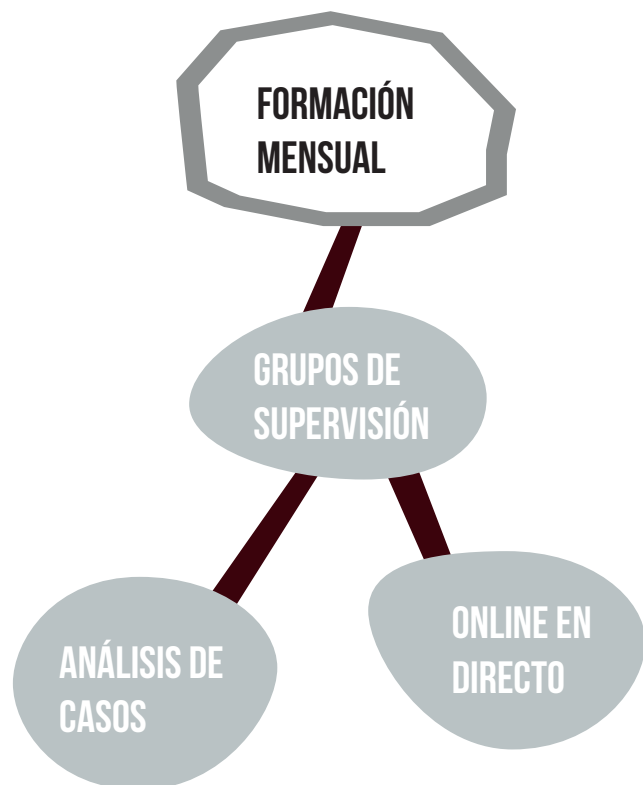 FORMACIÓN
MENSUAL
GRUPOS DE
SUPERVISIÓN
ANÁLISIS DE
CASOS
ONLINE EN
DIRECTO